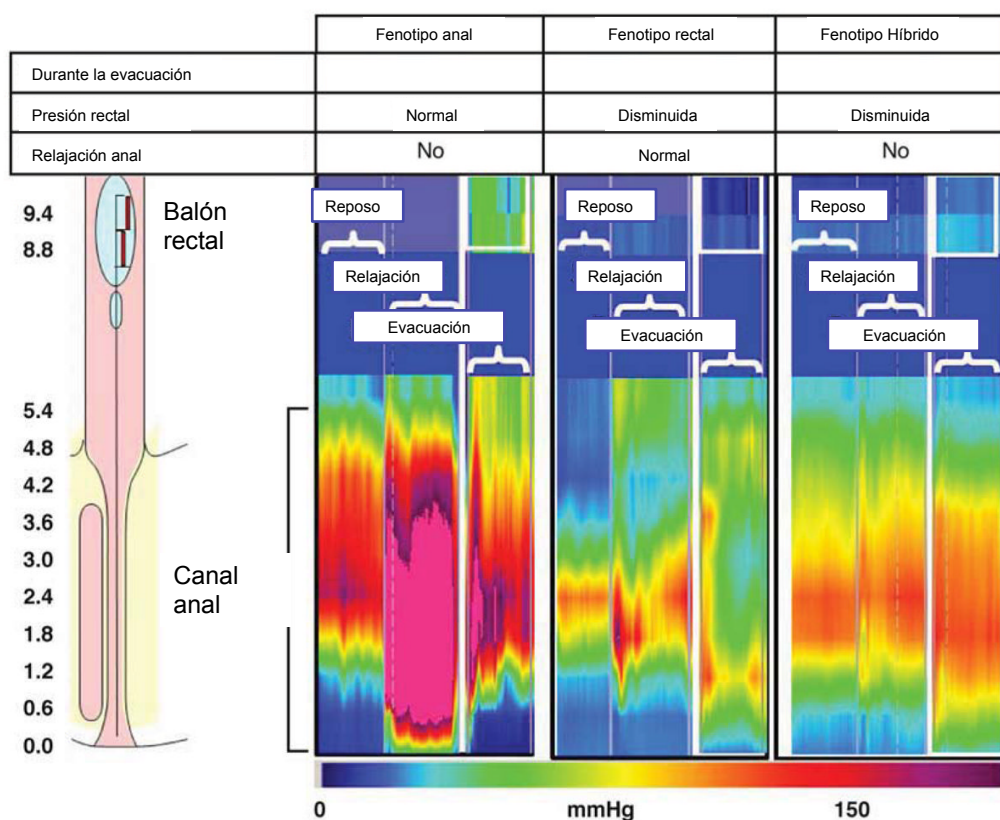 Fenotipo anal Fenotipo rectal Fenotipo Híbrido
Durante la evacuación
Presión rectal Normal Disminuida Disminuida
Relajación anal No Normal No
9.4
8.8
5.4
4.8
4.2
3.6
3.0
2.4
1.8
1.2
0.6
0.0
Balón
rectal
Canal
anal
Reposo
Relajación
Evacuación
Reposo
Relajación
Evacuación
Reposo
Relajación
Evacuación
0 mmHg 150